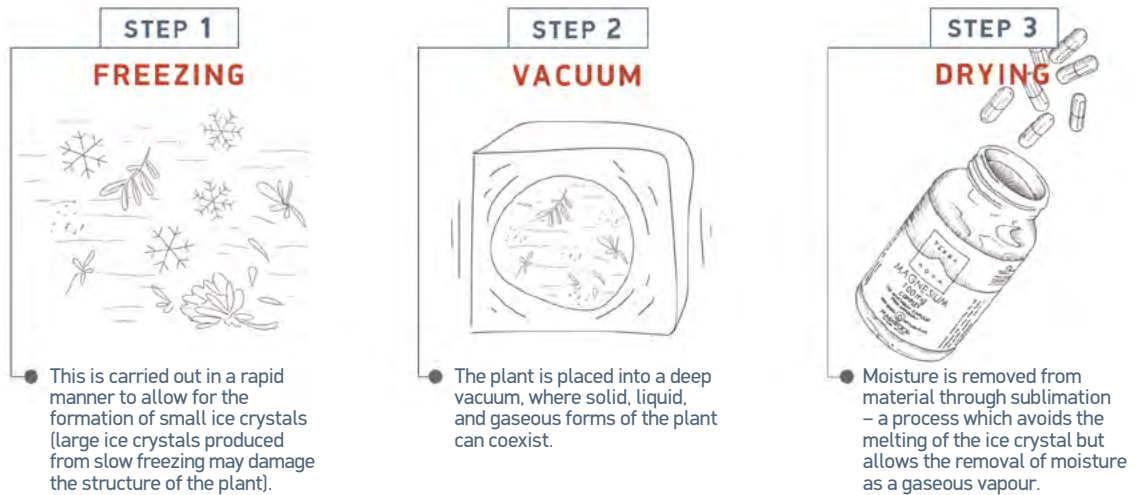 STEP 1
FREEZING
This is carried out in a rapid
manner to allow for the
formation of small ice crystals
(large ice crystals produced
from slow freezing may damage
the structure of the plant).
STEP 2
VACUUM
The plant is placed into a deep
vacuum, where solid, liquid,
and gaseous forms of the plant
can coexist.
STEP 3
DRYING
TERRA
NOVA
MAGNESIUM
100mg
COMPLEX
Moisture is removed from
material through sublimation
– a process which avoids the
melting of the ice crystal but
allows the removal of moisture
as a gaseous vapour.